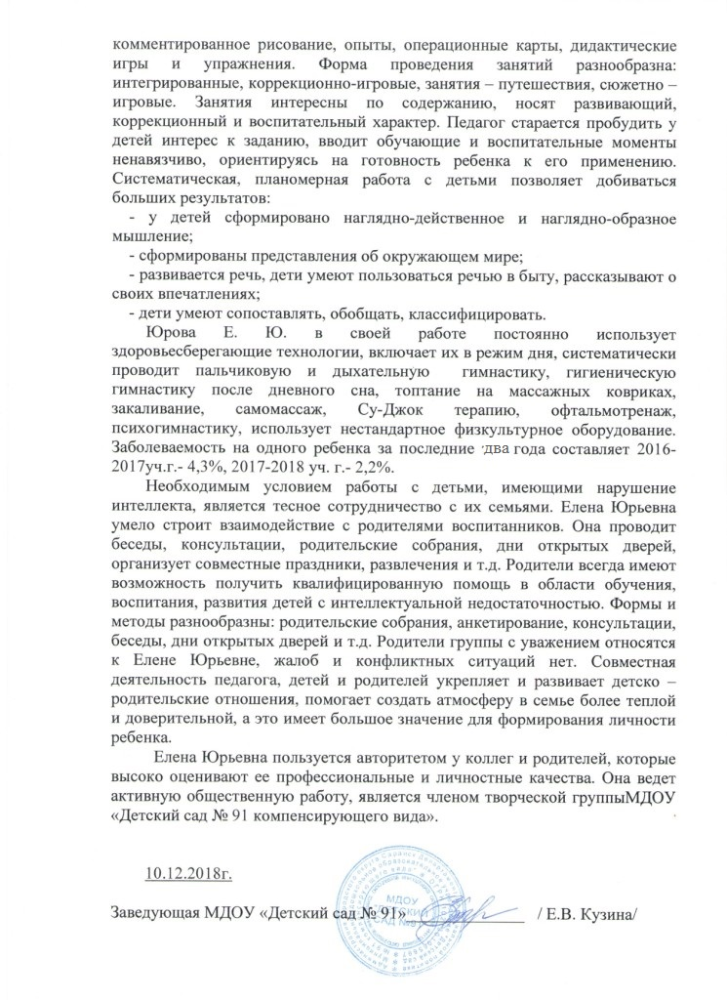 комментированное рисование, опыты, операционные карты, дидактические
игры и упражнения. Форма проведения занятий разнообразна:
интегрированные, коррекционно-игровые, занятия – путешествия, сюжетно –
игровые. Занятия интересны по содержанию, носят развивающий,
коррекционный и воспитательный характер. Педагог старается пробудить у
детей интерес к заданию, вводит обучающие и воспитательные моменты
ненавязчиво, ориентируясь на готовность ребенка к его применению.
Систематическая, планомерная работа с детьми позволяет добиваться
больших результатов:
- у детей сформировано наглядно-действенное и наглядно-образное
мышление;
- сформированы представления об окружающем мире;
- развивается речь, дети умеют пользоваться речью в быту, рассказывают о
своих впечатлениях;
- дети умеют сопоставлять, обобщать, классифицировать.
Юрова Е. Ю. в своей работе постоянно использует
здоровьесберегающие технологии, включает их в режим дня, систематически
проводит пальчиковую и дыхательную гимнастику, гигиеническую
гимнастику после дневного сна, топтание на массажных ковриках,
закаливание, самомассаж, Су-Джок терапию, офтальмотренаж,
психогимнастику, использует нестандартное физкультурное оборудование.
Заболеваемость на одного ребенка за последние два года составляет 2016-
2017уч.г.- 4,3%, 2017-2018 уч. г.- 2,2%.
Необходимым условием работы с детьми, имеющими нарушение
интеллекта, является тесное сотрудничество с их семьями. Елена Юрьевна
умело строит взаимодействие с родителями воспитанников. Она проводит
беседы, консультации, родительские собрания, дни открытых дверей,
организует совместные праздники, развлечения и т.д. Родители всегда имеют
возможность получить квалифицированную помощь в области обучения,
воспитания, развития детей с интеллектуальной недостаточностью. Формы и
методы разнообразны: родительские собрания, анкетирование, консультации,
беседы, дни открытых дверей и т.д. Родители группы с уважением относятся
к Елене Юрьевне, жалоб и конфликтных ситуаций нет. Совместная
деятельность педагога, детей и родителей укрепляет и развивает детско –
родительские отношения, помогает создать атмосферу в семье более теплой
и доверительной, а это имеет большое значение для формирования личности
ребенка.
Елена Юрьевна пользуется авторитетом у коллег и родителей, которые
высоко оценивают ее профессиональные и личностные качества. Она ведет
активную общественную работу, является членом творческой группыМДОУ
«Детский сад № 91 компенсирующего вида».
10.12.2018г.
Заведующая МДОУ «Детский сад № 91» / Е.В. Кузина/
МДОУ
ДЕТСКИЙ
САД №91